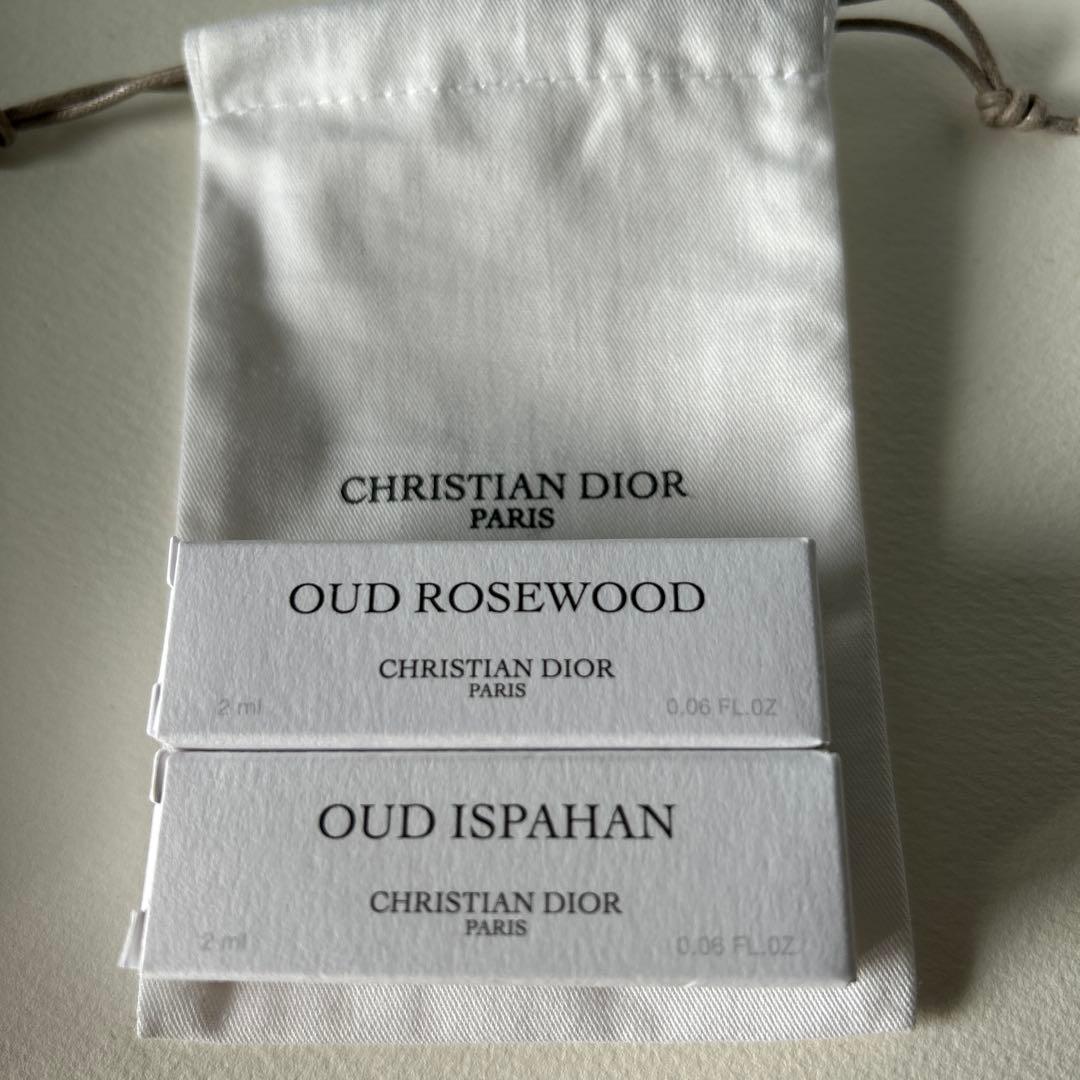 CHRISTIAN DIOR
PARIS
OUD ROSEWOOD
CHRISTIAN DIOR
PARIS
2 ml 0.06 FL.OZ
OUD ISPAHAN
CHRISTIAN DIOR
PARIS
2 ml 0.06 FL.OZ